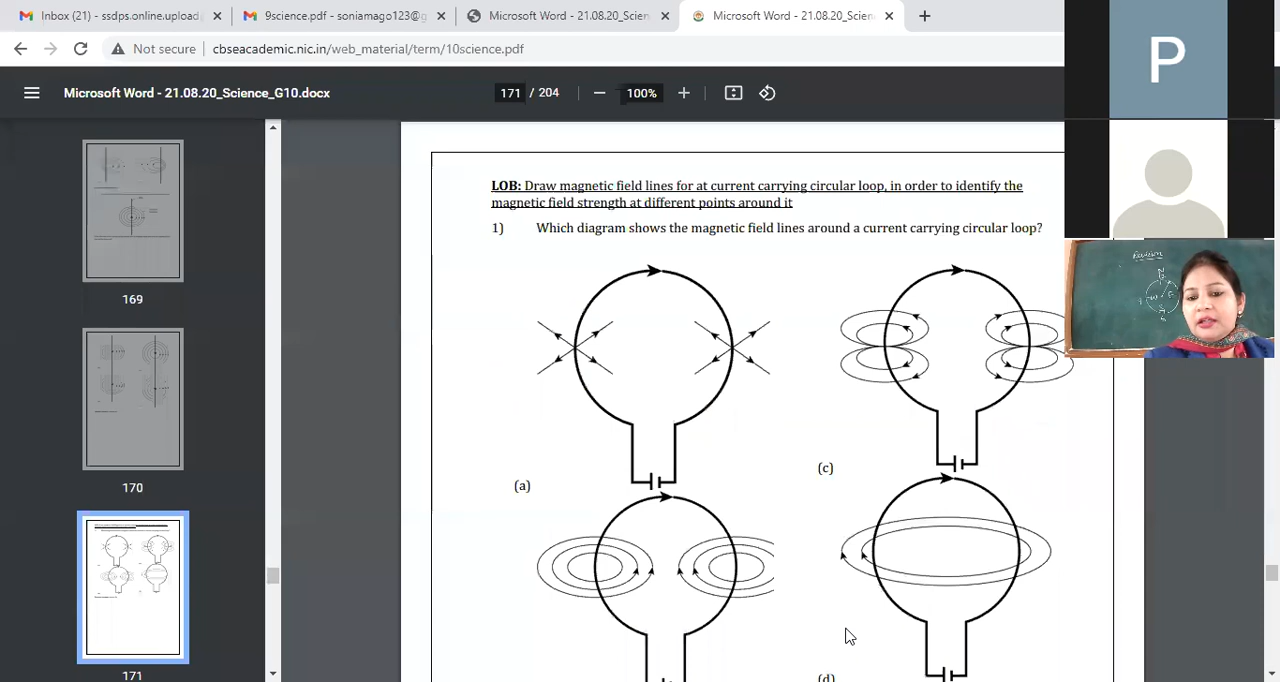 Inbox (21) - ssdps.online.upload
9science.pdf - soniamago123@g
Microsoft Word - 21.08.20_Scien
Microsoft Word - 21.08.20_Scien
Not secure
cbseacademic.nic.in/web_material/term/10science.pdf
Microsoft Word - 21.08.20_Science_G10.docx
171 / 204
100%
P
169
170
171
LOB: Draw magnetic field lines for at current carrying circular loop, in order to identify the
magnetic field strength at different points around it
1) Which diagram shows the magnetic field lines around a current carrying circular loop?
(a)
(c)
(d)